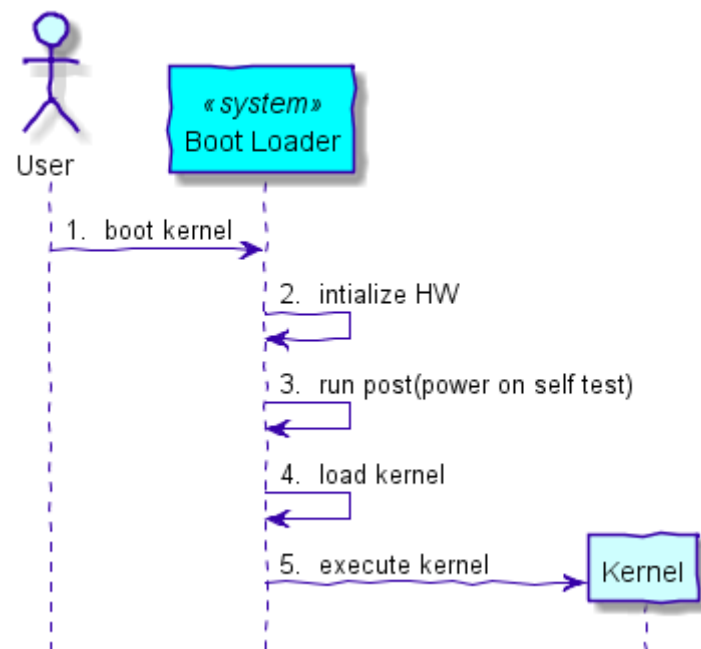 «system»
Boot Loader
User
1. boot kernel
2. intialize HW
3. run post(power on self test)
4. load kernel
5. execute kernel
Kernel